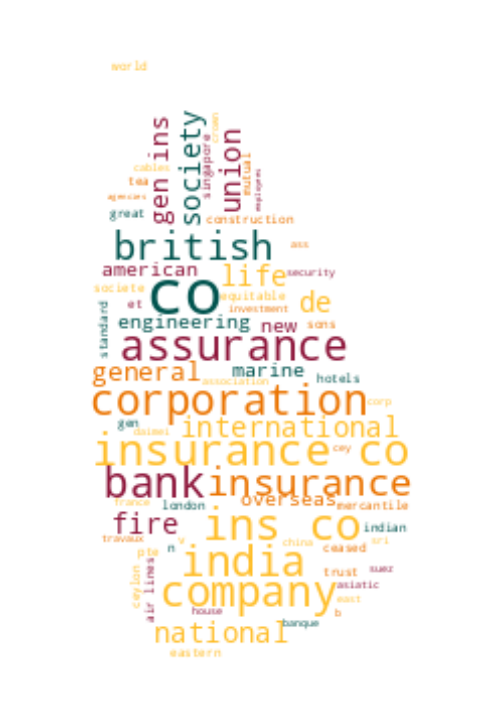 world
gen ins
society
singapore
crown
union
mutual
employees
cables
tea
agencies
great
construction
british
ass
american
life
security
societe
co
equitable
et
investment
de
standard
engineering
new
sons
assurance
general
marine
association
hotels
corporation
corp
gen
international
daimei
insurance co
cey
bank
insurance
overseas
france
london
mercantile
fire
ins co
indian
travaux
n
v
china
ceased
sri
pte
india
ceylon
air lines
trust
suez
asiatic
company
east
house
b
banque
national
eastern